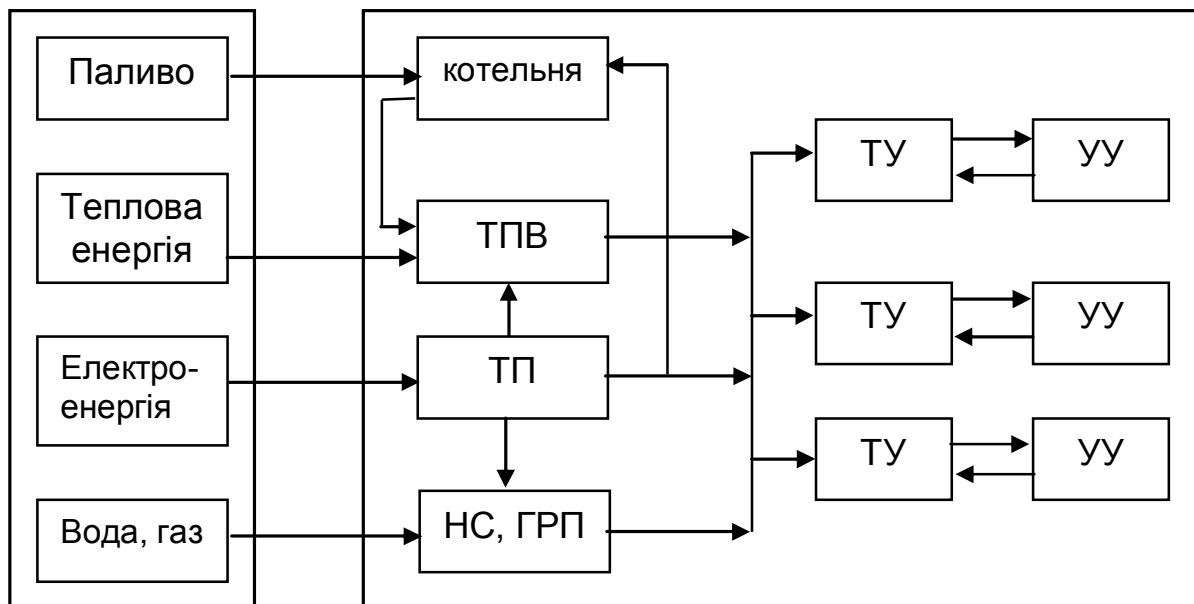 Паливо
котельня
ТУ
УУ
Теплова
енергія
ТПВ
ТУ
УУ
Електро-
енергія
ТП
ТУ
УУ
Вода, газ
НС, ГРП